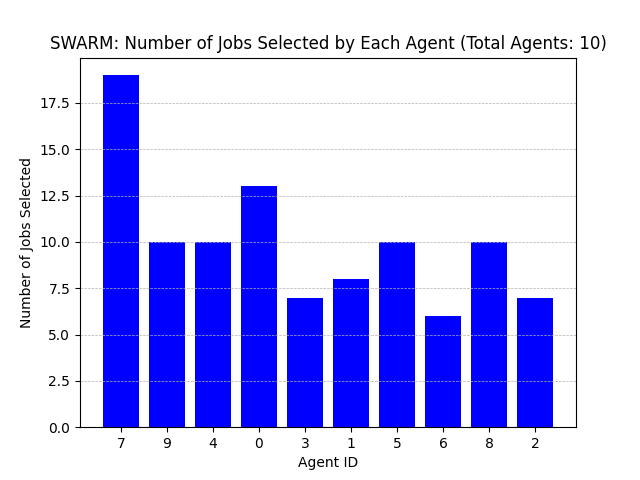 SWARM: Number of Jobs Selected by Each Agent (Total Agents: 10)
17.5
15.0
12.5
10.0
7.5
5.0
2.5
0.0
Number of Jobs Selected
7 9 4 0 3 1 5 6 8 2
Agent ID